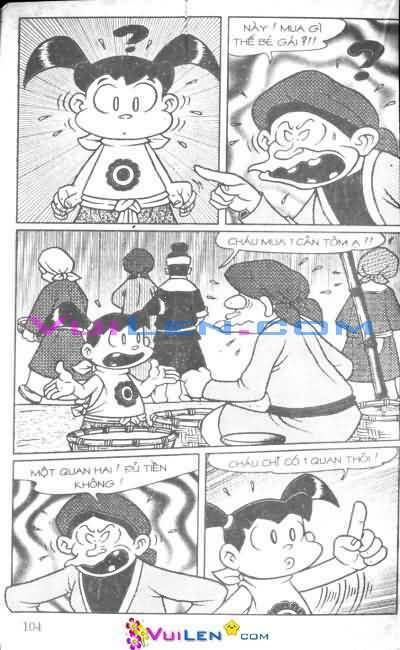 ?
NÀY! MUA GÌ
THẾ BÉ GÁI?!!
?
CHÁU MUA 1 CÂN TÔM Ạ!!
VUILEN.COM
MỘT QUAN HAI! ĐỦ TIỀN
KHÔNG!
CHÁU CHỈ CÓ 1 QUAN THÔI!
104
VUILEN.COM